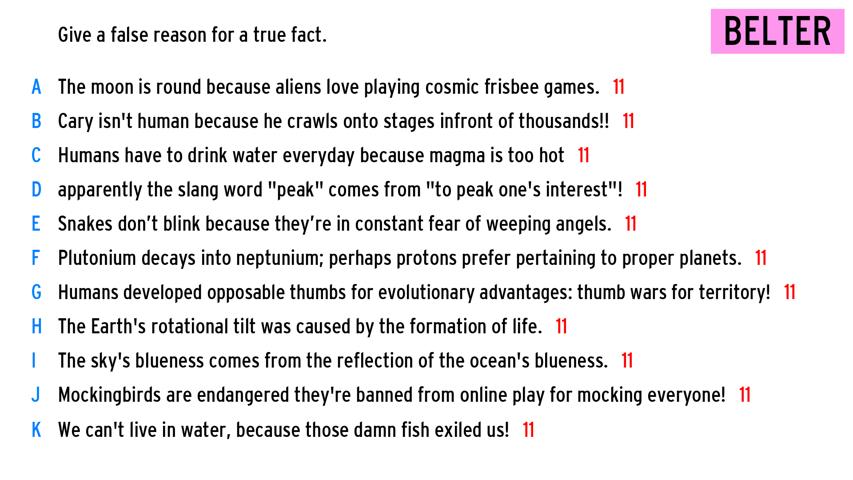 Give a false reason for a true fact.
BELTER
A The moon is round because aliens love playing cosmic frisbee games. 11
B Cary isn't human because he crawls onto stages infront of thousands!! 11
C Humans have to drink water everyday because magma is too hot 11
D apparently the slang word "peak" comes from "to peak one's interest"! 11
E Snakes don’t blink because they’re in constant fear of weeping angels. 11
F Plutonium decays into neptunium; perhaps protons prefer pertaining to proper planets. 11
G Humans developed opposable thumbs for evolutionary advantages: thumb wars for territory! 11
H The Earth's rotational tilt was caused by the formation of life. 11
I The sky's blueness comes from the reflection of the ocean's blueness. 11
J Mockingbirds are endangered they're banned from online play for mocking everyone! 11
K We can't live in water, because those damn fish exiled us! 11